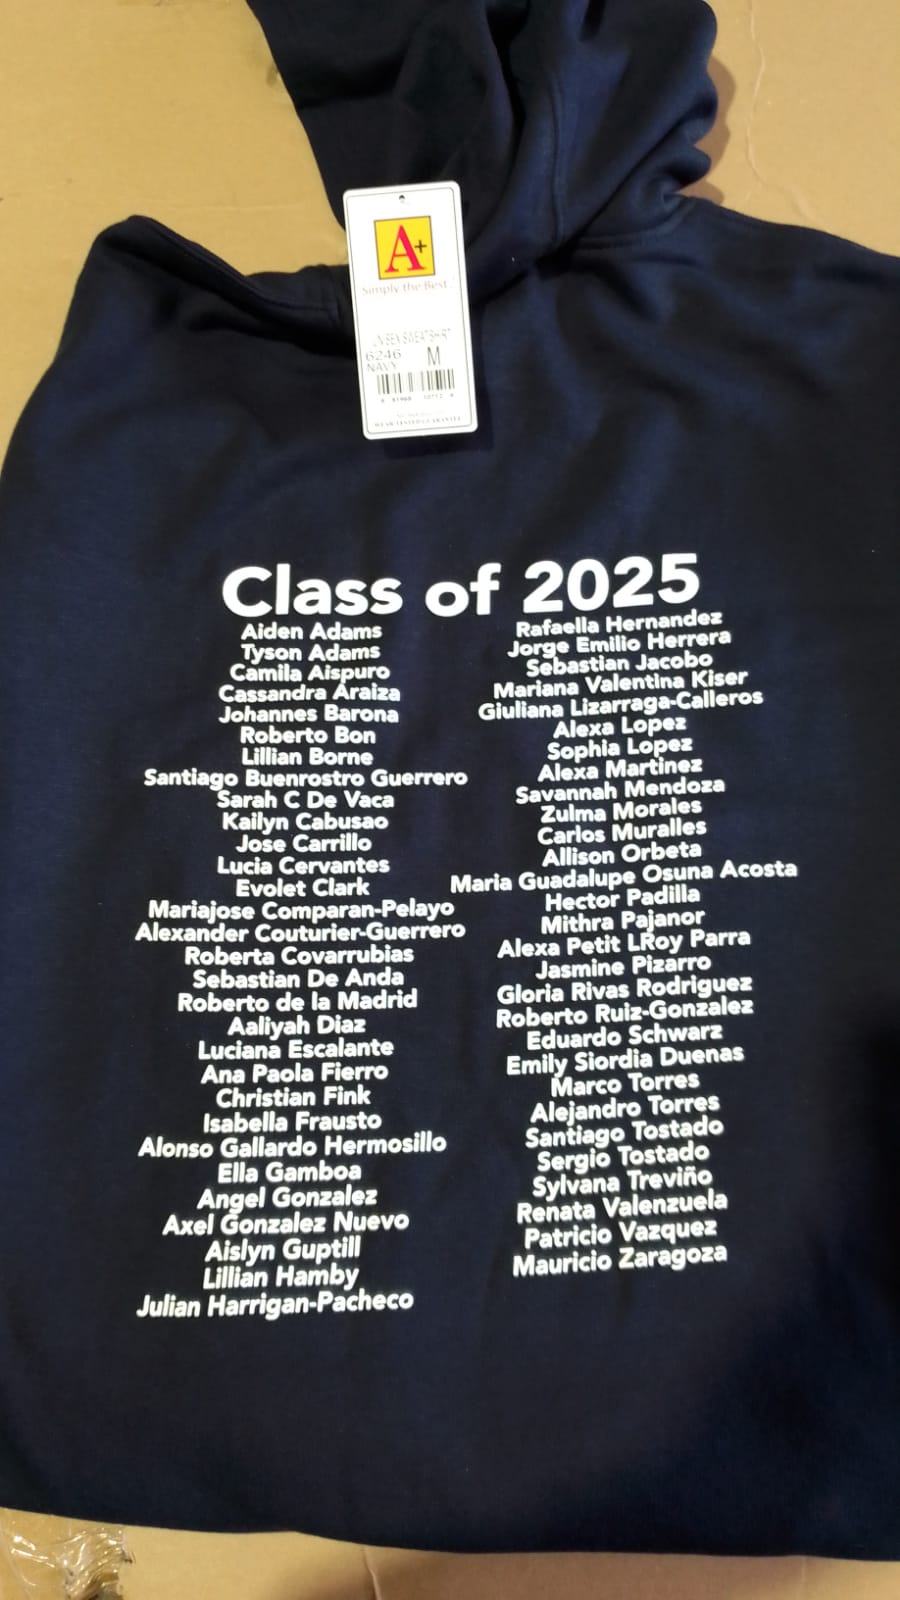 A+
Simply the Best.
6246
M
NAVY
WEAR TESTED GUARANTEE
Class of 2025
Aiden Adams
Tyson Adams
Camila Aispuro
Cassandra Araiza
Johannes Barona
Roberto Bon
Lillian Borne
Santiago Buenrostro Guerrero
Sarah C De Vaca
Kailyn Cabusao
Jose Carrillo
Lucia Cervantes
Evolet Clark
Mariajose Comparan-Pelayo
Alexander Couturier-Guerrero
Roberta Covarrubias
Sebastian De Anda
Roberto de la Madrid
Aaliyah Diaz
Luciana Escalante
Ana Paola Fierro
Christian Fink
Isabella Frausto
Alonso Gallardo Hermosillo
Ella Gamboa
Angel Gonzalez
Axel Gonzalez Nuevo
Aislyn Guptill
Lillian Hamby
Julian Harrigan-Pacheco
Rafaella Hernandez
Jorge Emilio Herrera
Sebastian Jacobo
Mariana Valentina Kiser
Giuliana Lizarraga-Calleros
Alexa Lopez
Sophia Lopez
Alexa Martinez
Savannah Mendoza
Zulma Morales
Carlos Muralles
Allison Orbeta
Maria Guadalupe Osuna Acosta
Hector Padilla
Mithra Pajanor
Alexa Petit LRoy Parra
Jasmine Pizarro
Gloria Rivas Rodriguez
Roberto Ruiz-Gonzalez
Eduardo Schwarz
Emily Siordia Duenas
Marco Torres
Alejandro Torres
Santiago Tostado
Sergio Tostado
Sylvana Treviño
Renata Valenzuela
Patricio Vazquez
Mauricio Zaragoza